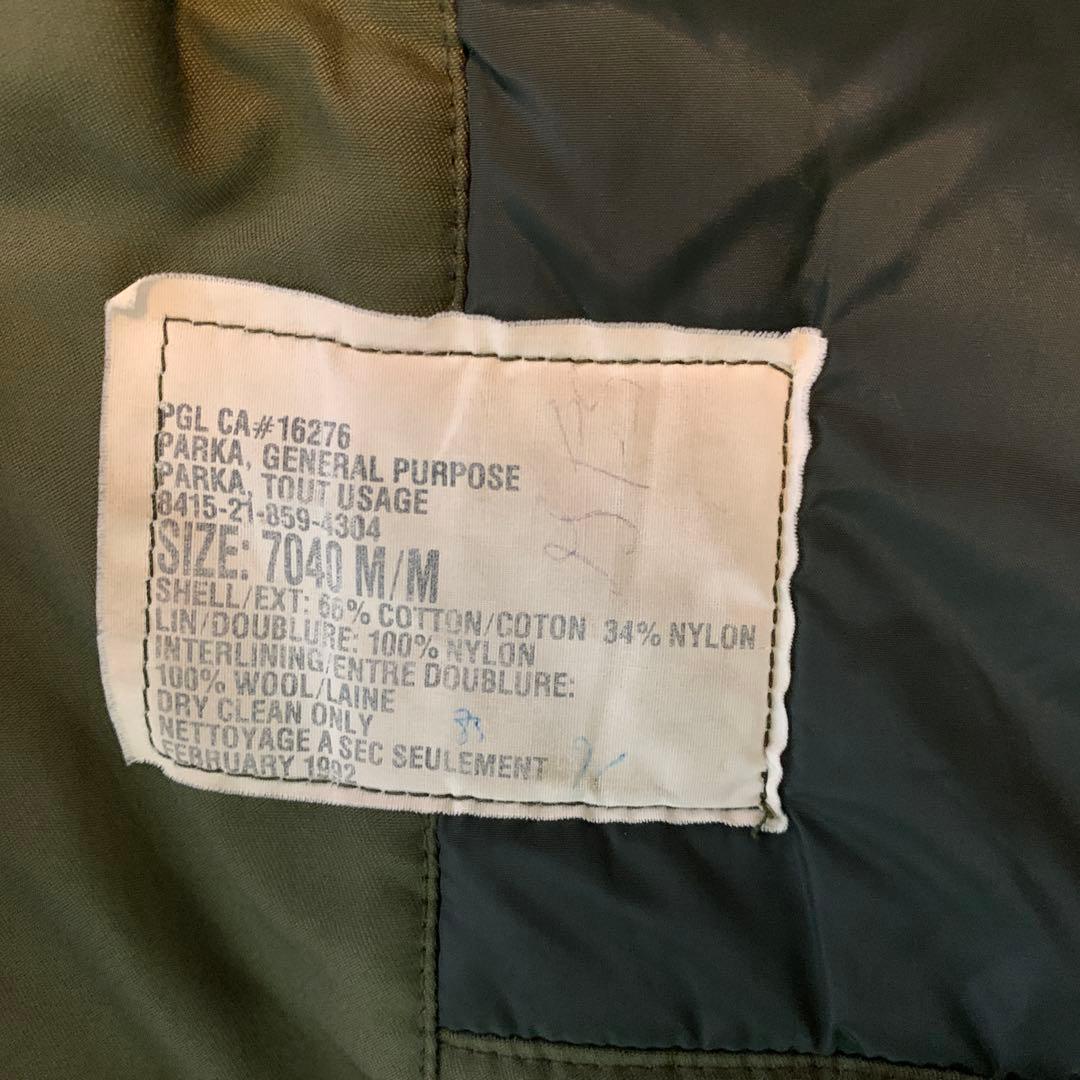 PGL CA#16276
PARKA, GENERAL PURPOSE
PARKA, TOUT USAGE
8415-21-859-4304
SIZE: 7040 M/M
SHELL/EXT: 66% COTTON/COTON 34% NYLON
LIN/DOUBLURE: 100% NYLON
INTERLINING/ENTRE DOUBLURE:
100% WOOL/LAINE
DRY CLEAN ONLY
NETTOYAGE A SEC SEULEMENT
FEBRUARY 1992